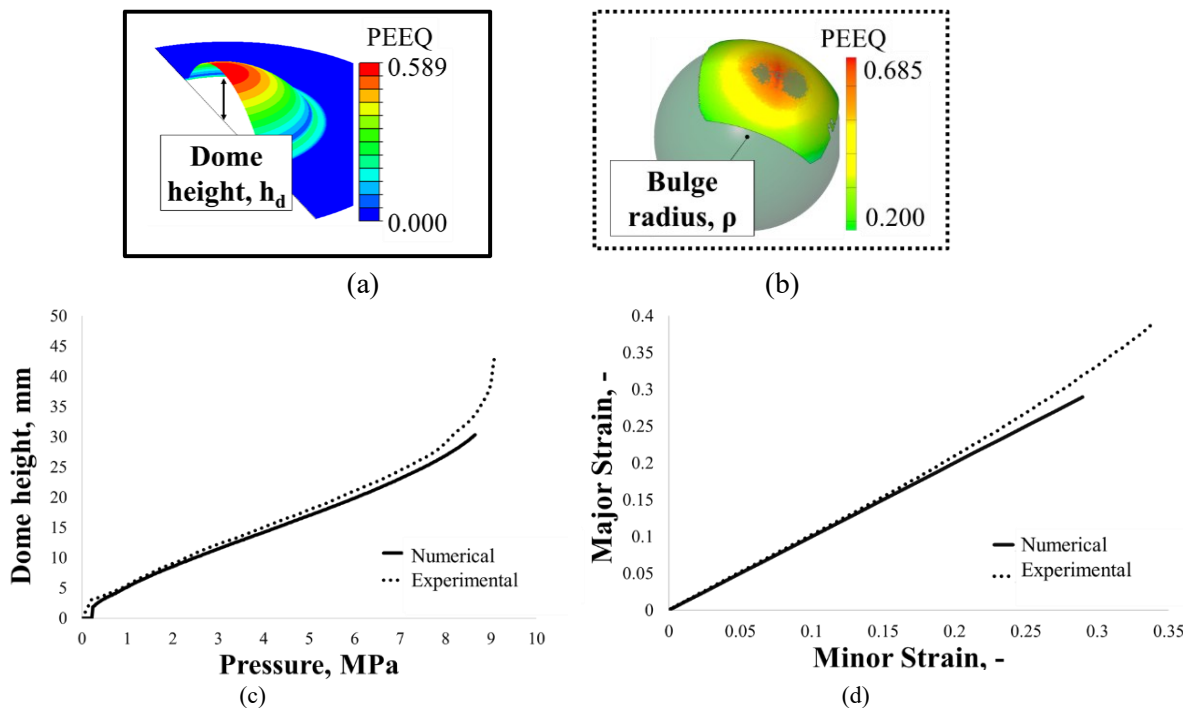 PEEQ
0.589
Dome
height, h_d
0.000
(a)
PEEQ
0.685
Bulge
radius, ρ
0.200
(b)
Dome height, mm
50
45
40
35
30
25
20
15
10
5
0
Numerical
Experimental
0 1 2 3 4 5 6 7 8 9 10
Pressure, MPa
(c)
Major Strain, -
0.4
0.35
0.3
0.25
0.2
0.15
0.1
0.05
0
Numerical
Experimental
0 0.05 0.1 0.15 0.2 0.25 0.3 0.35
Minor Strain, -
(d)